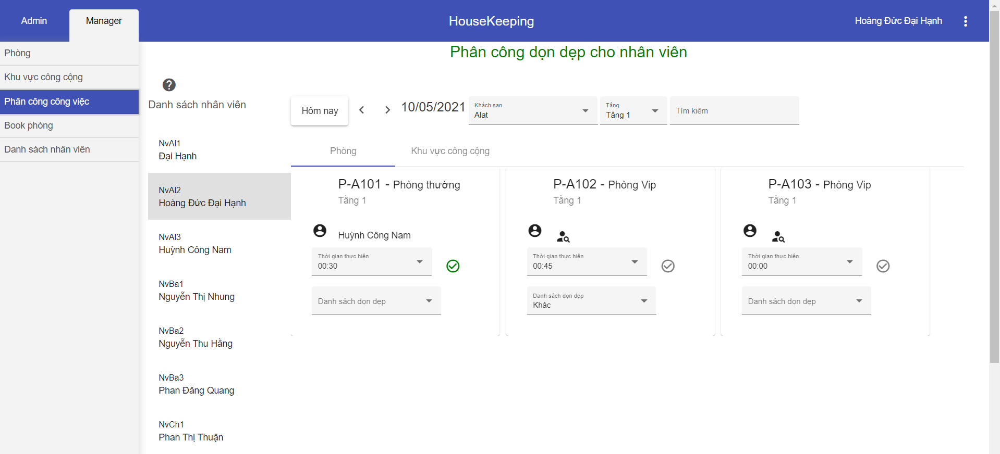 Admin
Manager
HouseKeeping
Hoàng Đức Đại Hạnh
Phòng
Khu vực công cộng
Phân công công việc
Book phòng
Danh sách nhân viên
Phân công dọn dẹp cho nhân viên
Danh sách nhân viên
NvAl1
Đại Hạnh
NvAl2
Hoàng Đức Đại Hạnh
NvAl3
Huỳnh Công Nam
NvBa1
Nguyễn Thị Nhung
NvBa2
Nguyễn Thu Hằng
NvBa3
Phan Đăng Quang
NvCh1
Phan Thị Thuận
Hôm nay
10/05/2021
Khách sạn
Alat
Tầng
Tầng 1
Tìm kiếm
Phòng
Khu vực công cộng
P-A101 - Phòng thường
Tầng 1
Huỳnh Công Nam
Thời gian thực hiện
00:30
Danh sách dọn dẹp
P-A102 - Phòng Vip
Tầng 1
Thời gian thực hiện
00:45
Danh sách dọn dẹp
Khác
P-A103 - Phòng Vip
Tầng 1
Thời gian thực hiện
00:00
Danh sách dọn dẹp